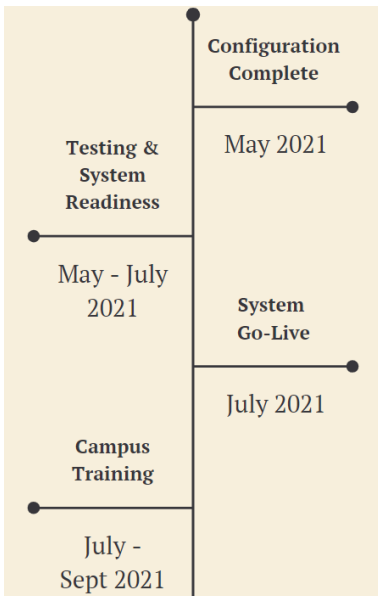 Configuration
Complete
May 2021
Testing &
System
Readiness
May - July
2021
System
Go-Live
July 2021
Campus
Training
July -
Sept 2021